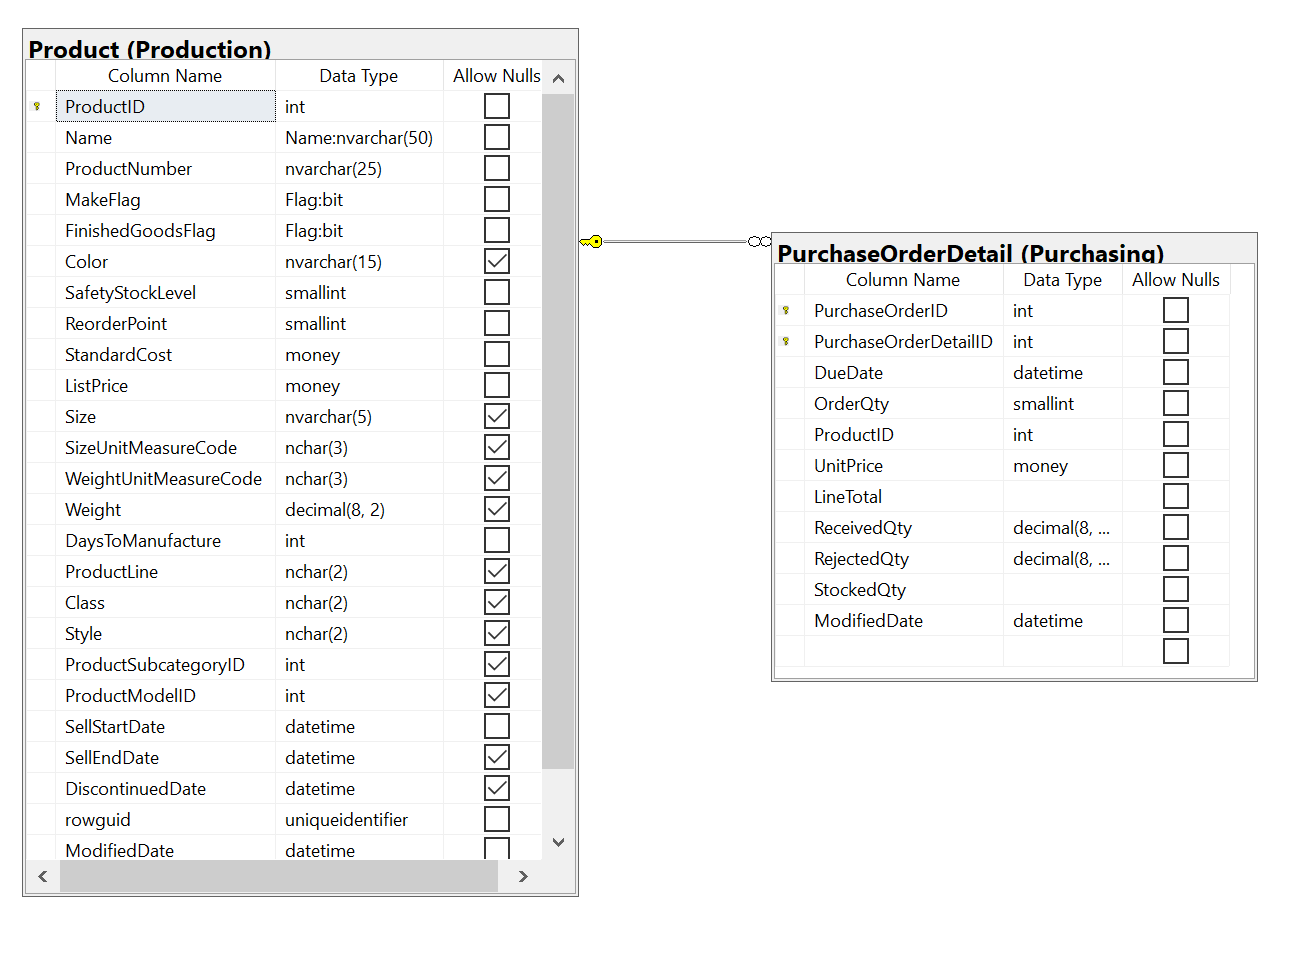 Product (Production)
Column Name Data Type Allow Nulls
ProductID int
Name Name:nvarchar(50)
ProductNumber nvarchar(25)
MakeFlag Flag:bit
FinishedGoodsFlag Flag:bit
Color nvarchar(15)
SafetyStockLevel smallint
ReorderPoint smallint
StandardCost money
ListPrice money
Size nvarchar(5)
SizeUnitMeasureCode nchar(3)
WeightUnitMeasureCode nchar(3)
Weight decimal(8, 2)
DaysToManufacture int
ProductLine nchar(2)
Class nchar(2)
Style nchar(2)
ProductSubcategoryID int
ProductModelID int
SellStartDate datetime
SellEndDate datetime
DiscontinuedDate datetime
rowguid uniqueidentifier
ModifiedDate datetime
PurchaseOrderDetail (Purchasing)
Column Name Data Type Allow Nulls
PurchaseOrderID int
PurchaseOrderDetailID int
DueDate datetime
OrderQty smallint
ProductID int
UnitPrice money
LineTotal
ReceivedQty decimal(8, ...
RejectedQty decimal(8, ...
StockedQty
ModifiedDate datetime